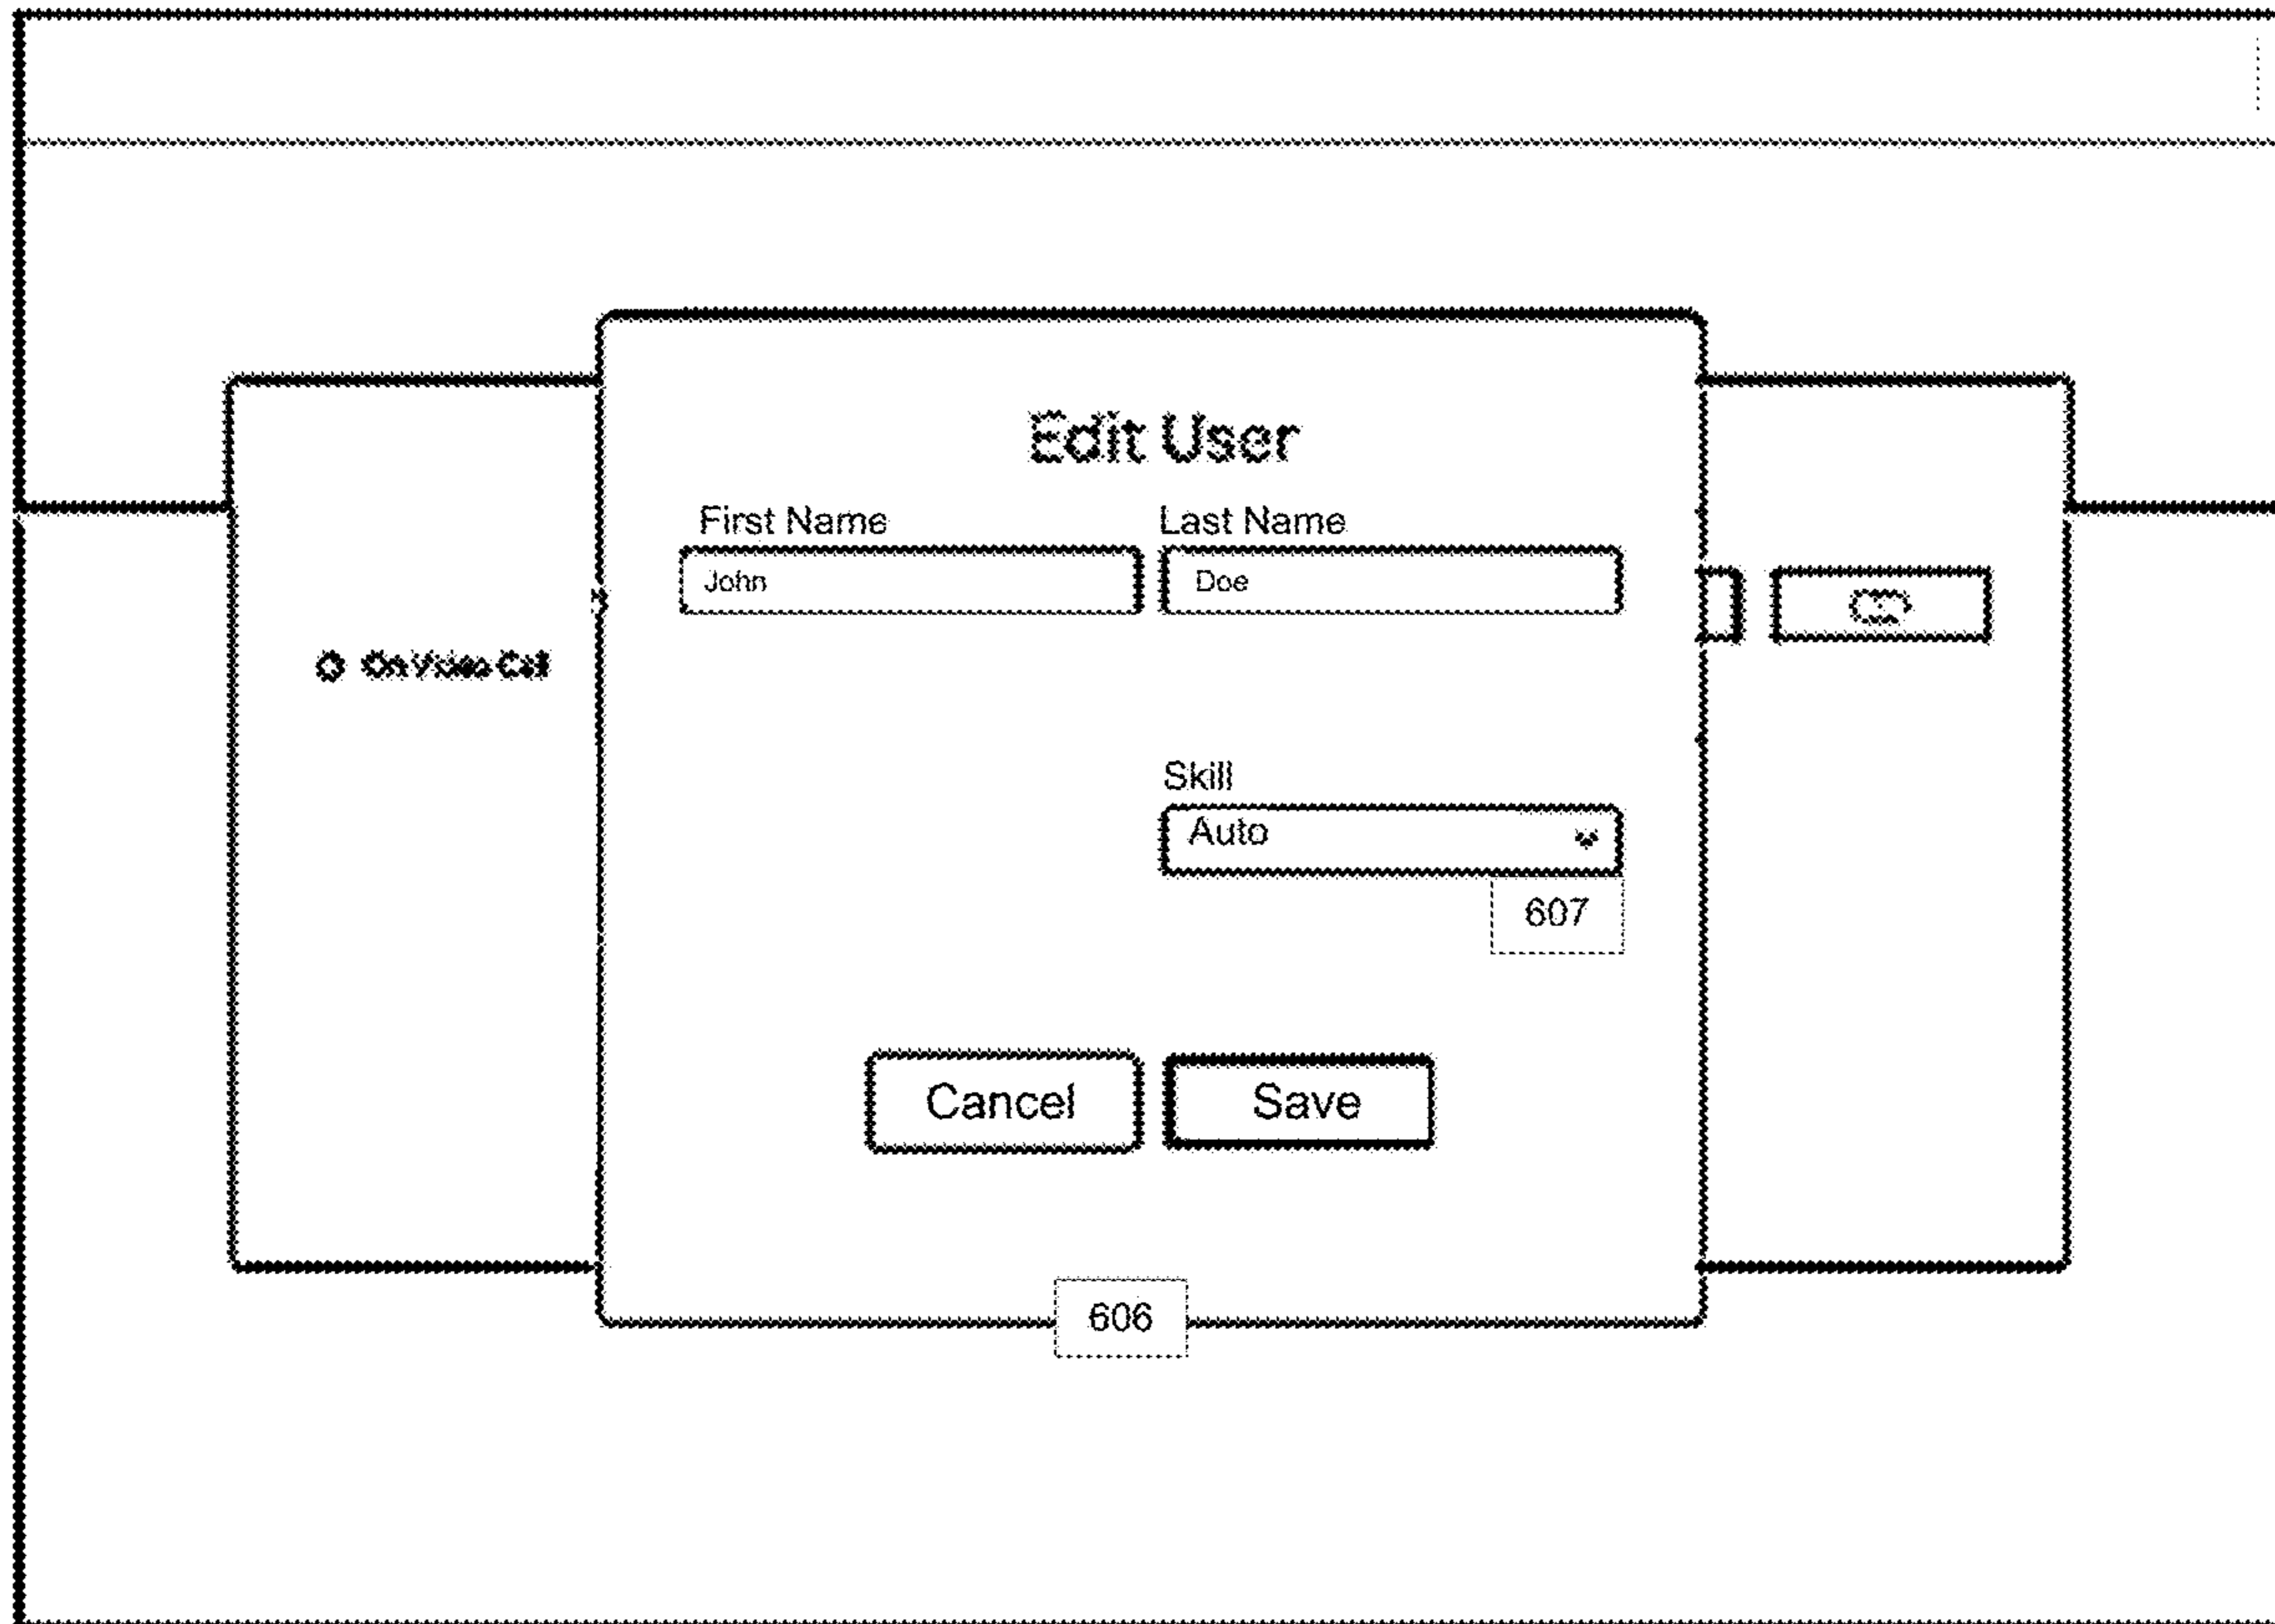 Edit User
First Name Last Name
John Doe
On Video Call
Skill
Auto
607
Cancel Save
606